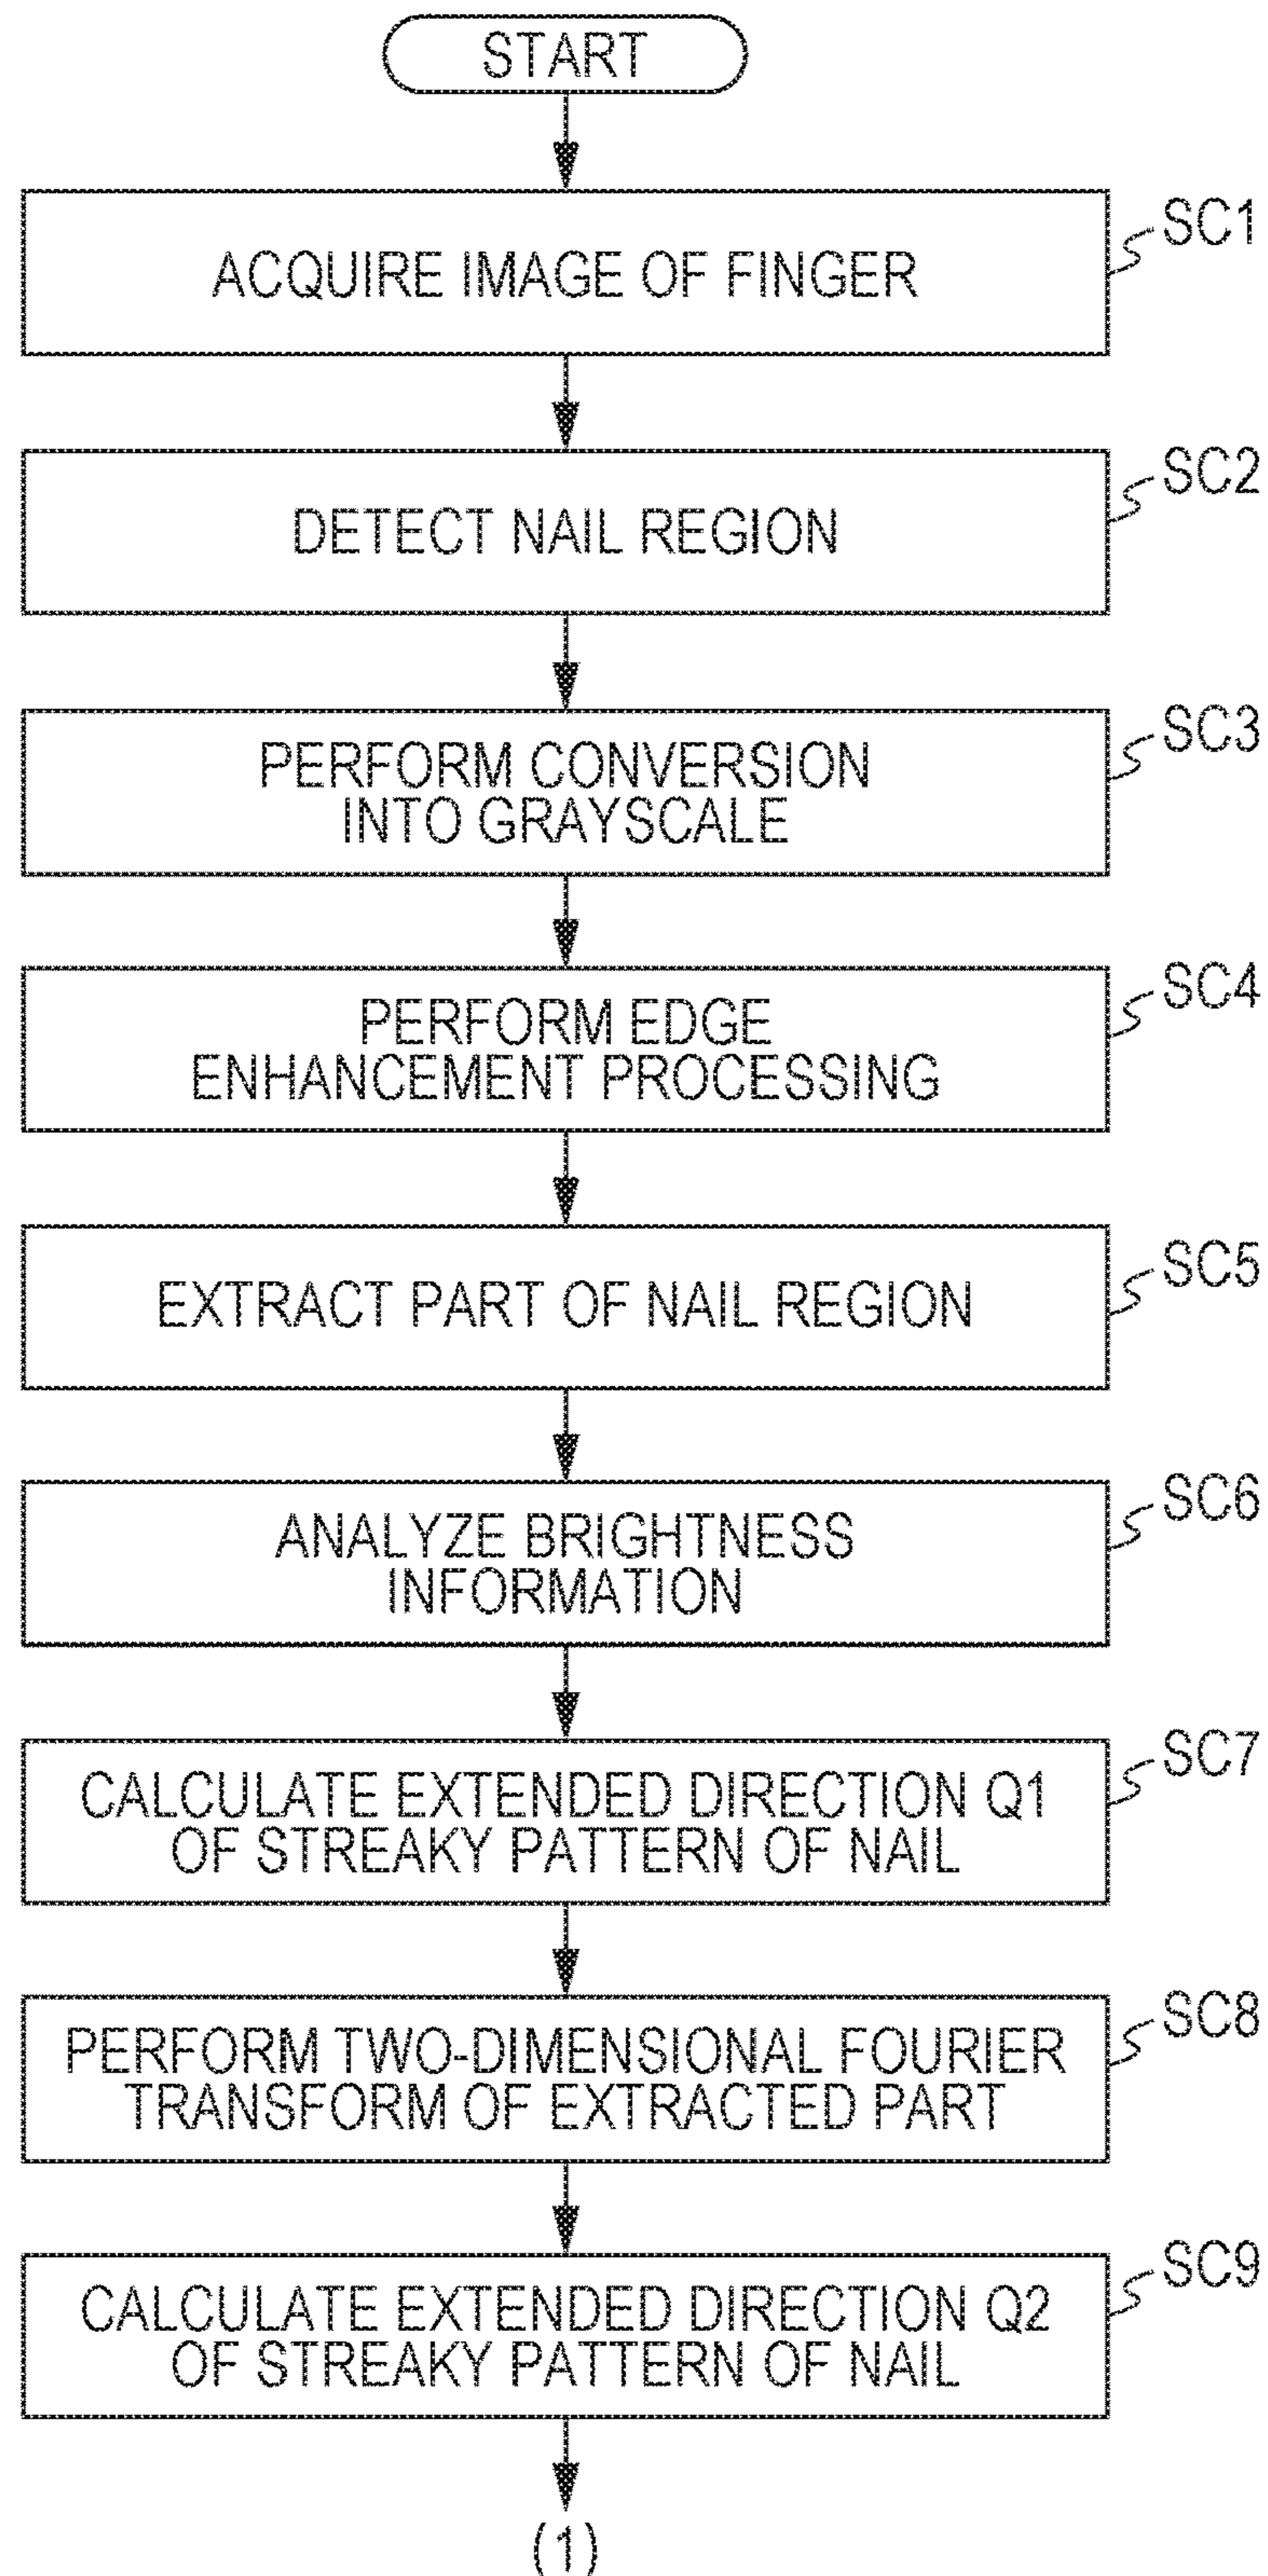 START
ACQUIRE IMAGE OF FINGER
SC1
DETECT NAIL REGION
SC2
PERFORM CONVERSION
INTO GRAYSCALE
SC3
PERFORM EDGE
ENHANCEMENT PROCESSING
SC4
EXTRACT PART OF NAIL REGION
SC5
ANALYZE BRIGHTNESS
INFORMATION
SC6
CALCULATE EXTENDED DIRECTION Q1
OF STREAKY PATTERN OF NAIL
SC7
PERFORM TWO-DIMENSIONAL FOURIER
TRANSFORM OF EXTRACTED PART
SC8
CALCULATE EXTENDED DIRECTION Q2
OF STREAKY PATTERN OF NAIL
SC9
(1)